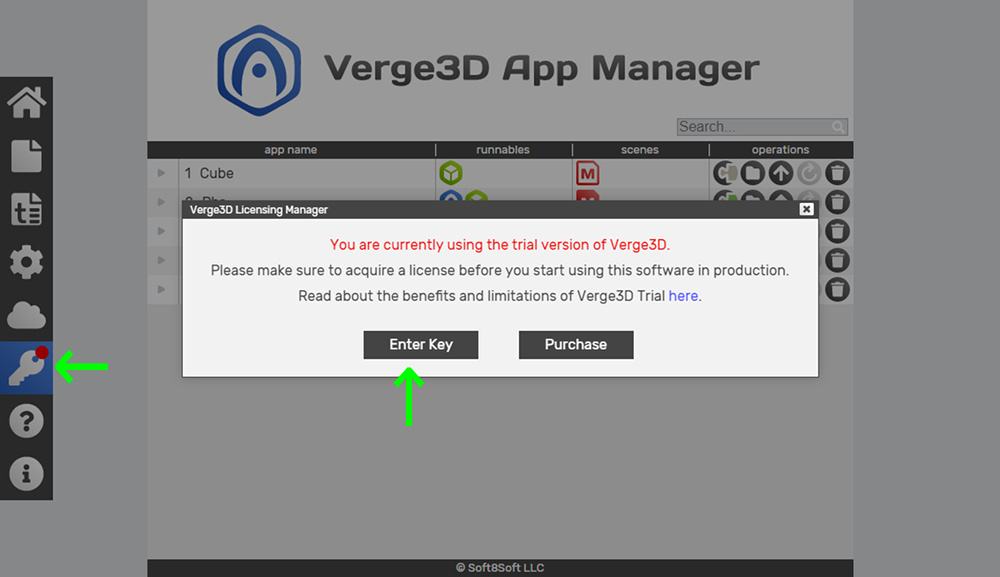 Verge3D App Manager
Search...
app name
runnables
scenes
operations
1 Cube
M
Verge3D Licensing Manager
You are currently using the trial version of Verge3D.
Please make sure to acquire a license before you start using this software in production.
Read about the benefits and limitations of Verge3D Trial here.
Enter Key
Purchase
© Soft8Soft LLC